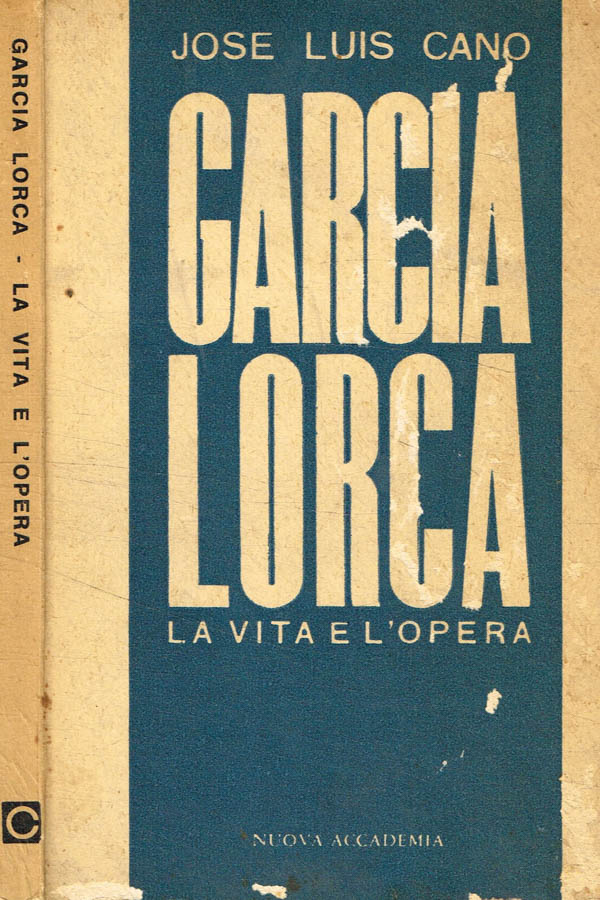 GARCIA LORCA - LA VITA E L'OPERA
JOSE LUIS CANO
GARCIA
LORCA
LA VITA E L'OPERA
NUOVA ACCADEMIA